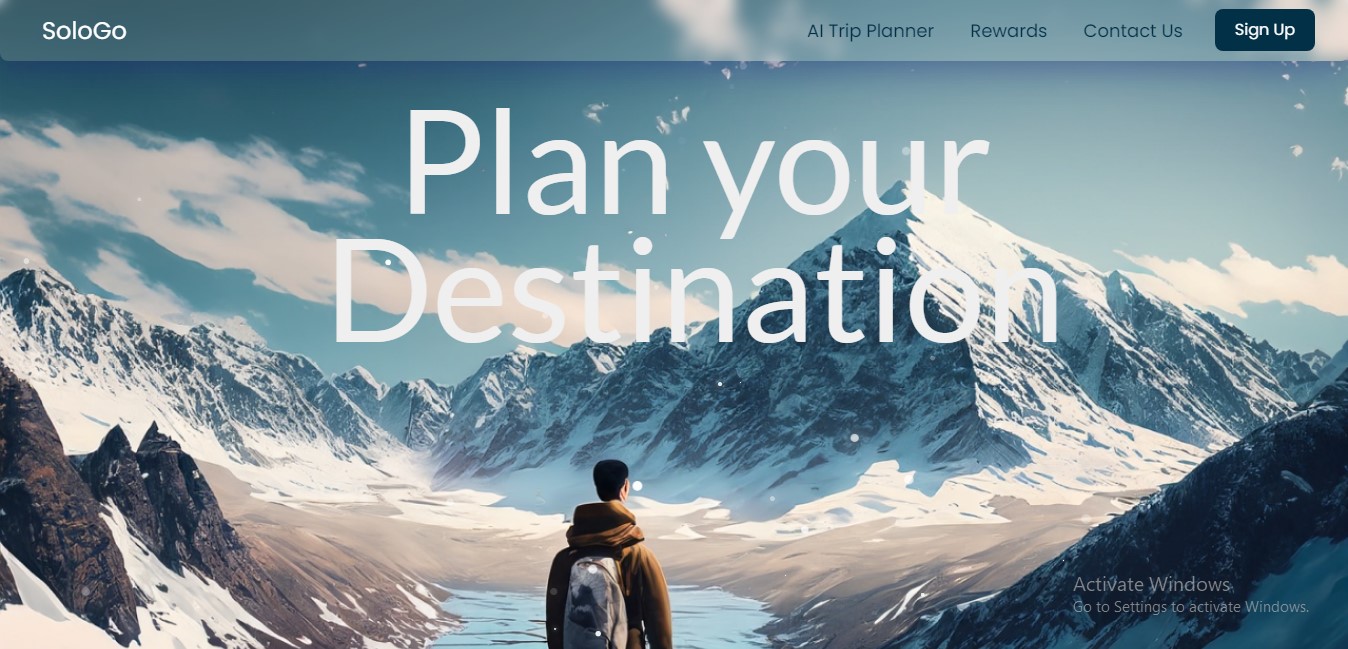 SoloGo
AI Trip Planner
Rewards
Contact Us
Sign Up
Plan your
Destination
Activate Windows
Go to Settings to activate Windows.